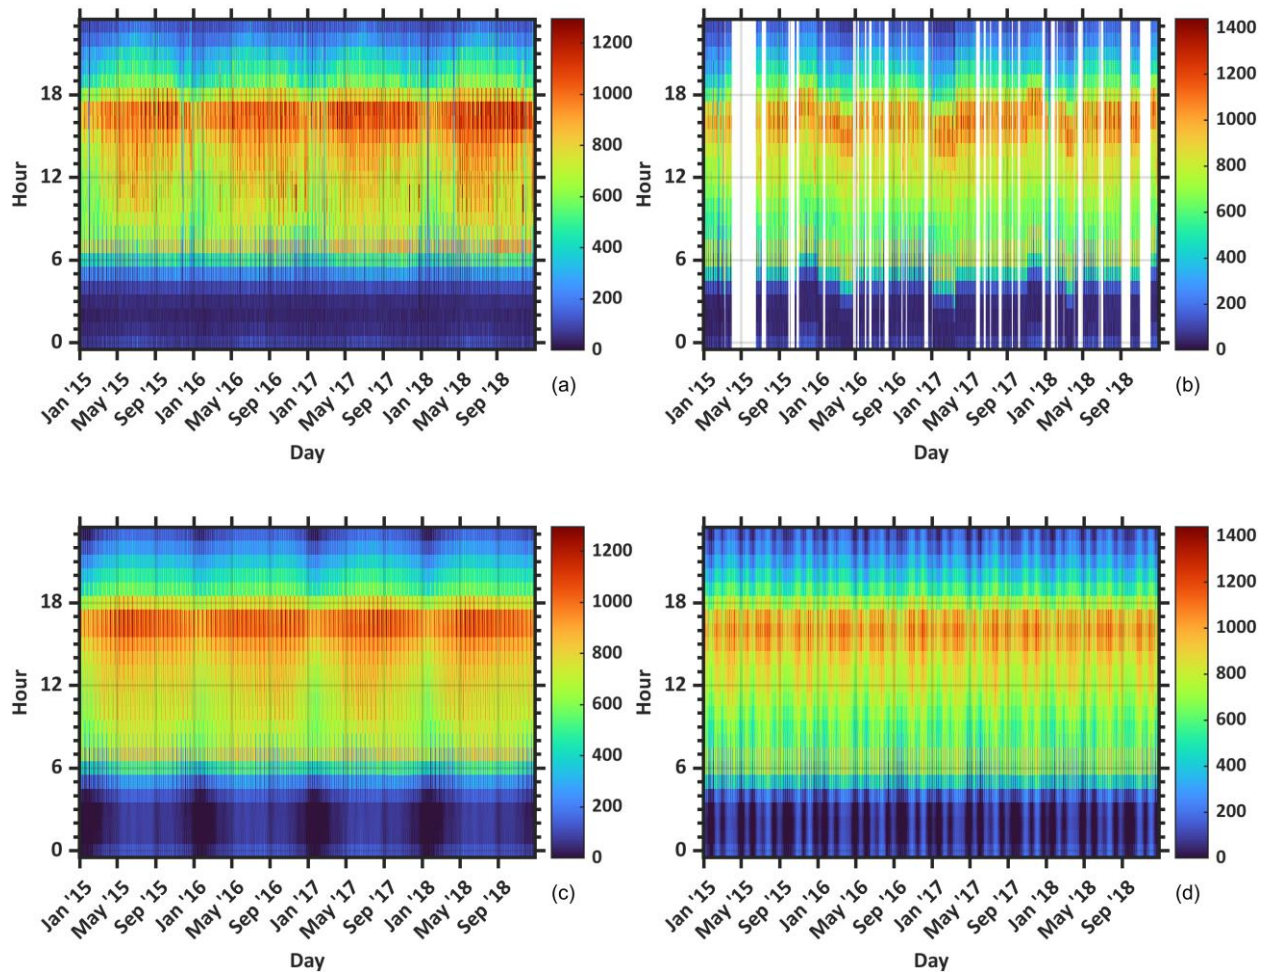 1200
1000
800
600
400
200
0
18
12
6
0
Hour
Jan '15
May '15
Sep '15
Jan '16
May '16
Sep '16
Jan '17
May '17
Sep '17
Jan '18
May '18
Sep '18
Day
(a)
1400
1200
1000
800
600
400
200
0
18
12
6
0
Hour
Jan '15
May '15
Sep '15
Jan '16
May '16
Sep '16
Jan '17
May '17
Sep '17
Jan '18
May '18
Sep '18
Day
(b)
1200
1000
800
600
400
200
0
18
12
6
0
Hour
Jan '15
May '15
Sep '15
Jan '16
May '16
Sep '16
Jan '17
May '17
Sep '17
Jan '18
May '18
Sep '18
Day
(c)
1400
1200
1000
800
600
400
200
0
18
12
6
0
Hour
Jan '15
May '15
Sep '15
Jan '16
May '16
Sep '16
Jan '17
May '17
Sep '17
Jan '18
May '18
Sep '18
Day
(d)